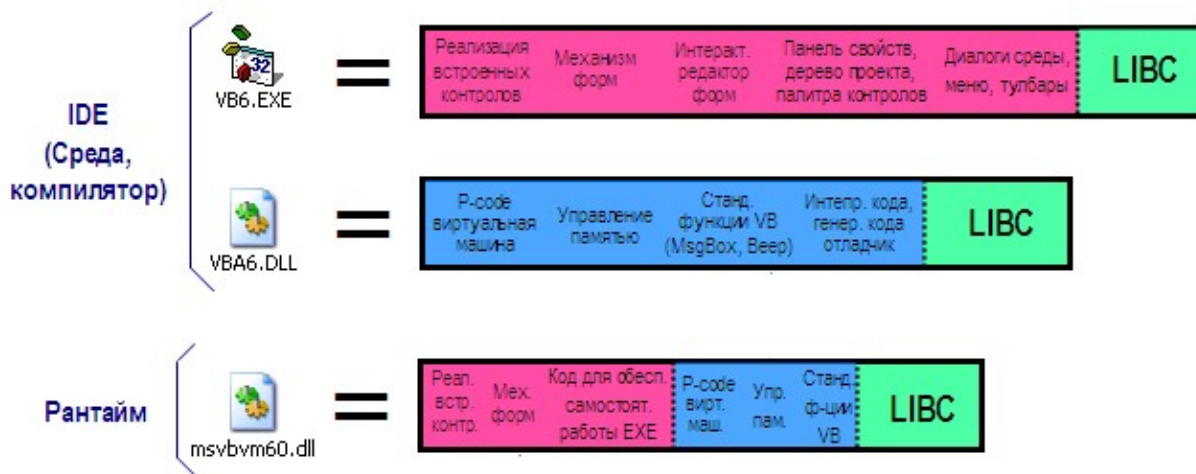 IDE
(Среда,
компилятор)
32
VB6.EXE
=
Реализация
встроенных
контролов
Механизм
форм
Интеракт.
редактор
форм
Панель свойств,
дерево проекта,
палитра контролов
Диалоги среды,
меню, тулбары
LIBC
VBA6.DLL
=
P-code
виртуальная
машина
Управление
памятью
Станд.
функции VB
(MsgBox, Beep)
Интепр. кода,
генер. кода
отладчик
LIBC
Рантайм
msvbvm60.dll
=
Реал.
встр.
контр.
Мех.
форм
Код для обесп.
самостоят.
работы EXE
P-code
вирт.
маш.
Упр.
пам.
Станд.
ф-ции
VB
LIBC